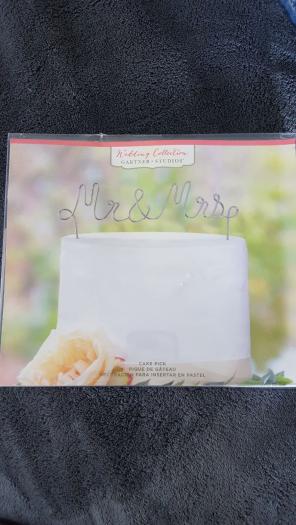 Wedding Collection
GARTNER • STUDIOS
Mr & Mrs
CAKE PICK
PIQUE DE GÂTEAU
DECORACIÓN PARA INSERTAR EN PASTEL